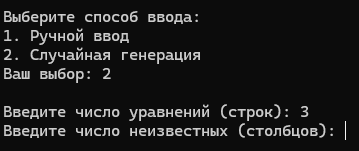 Выберите способ ввода:
1. Ручной ввод
2. Случайная генерация
Ваш выбор: 2
Введите число уравнений (строк): 3
Введите число неизвестных (столбцов):